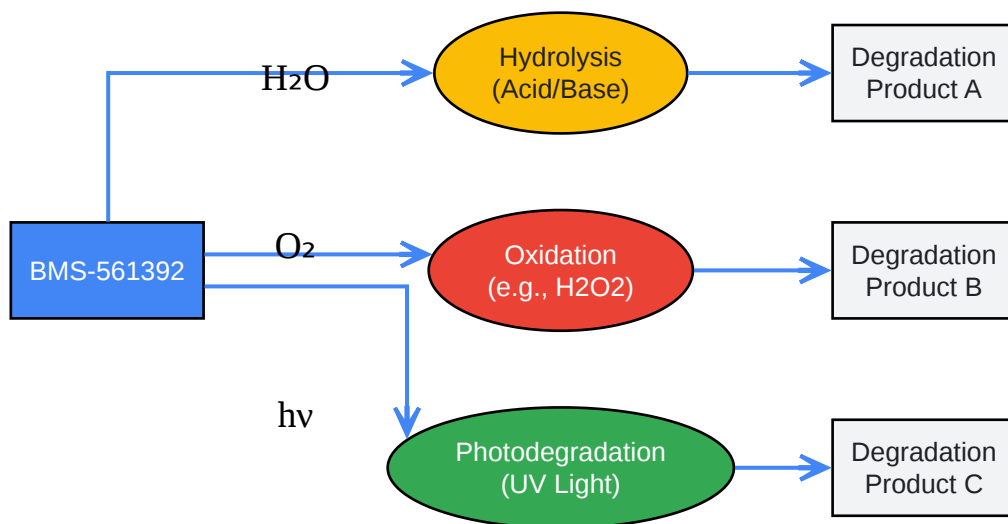 H₂O
Hydrolysis
(Acid/Base)
Degradation
Product A
BMS-561392
O₂
Oxidation
(e.g., H2O2)
Degradation
Product B
hν
Photodegradation
(UV Light)
Degradation
Product C